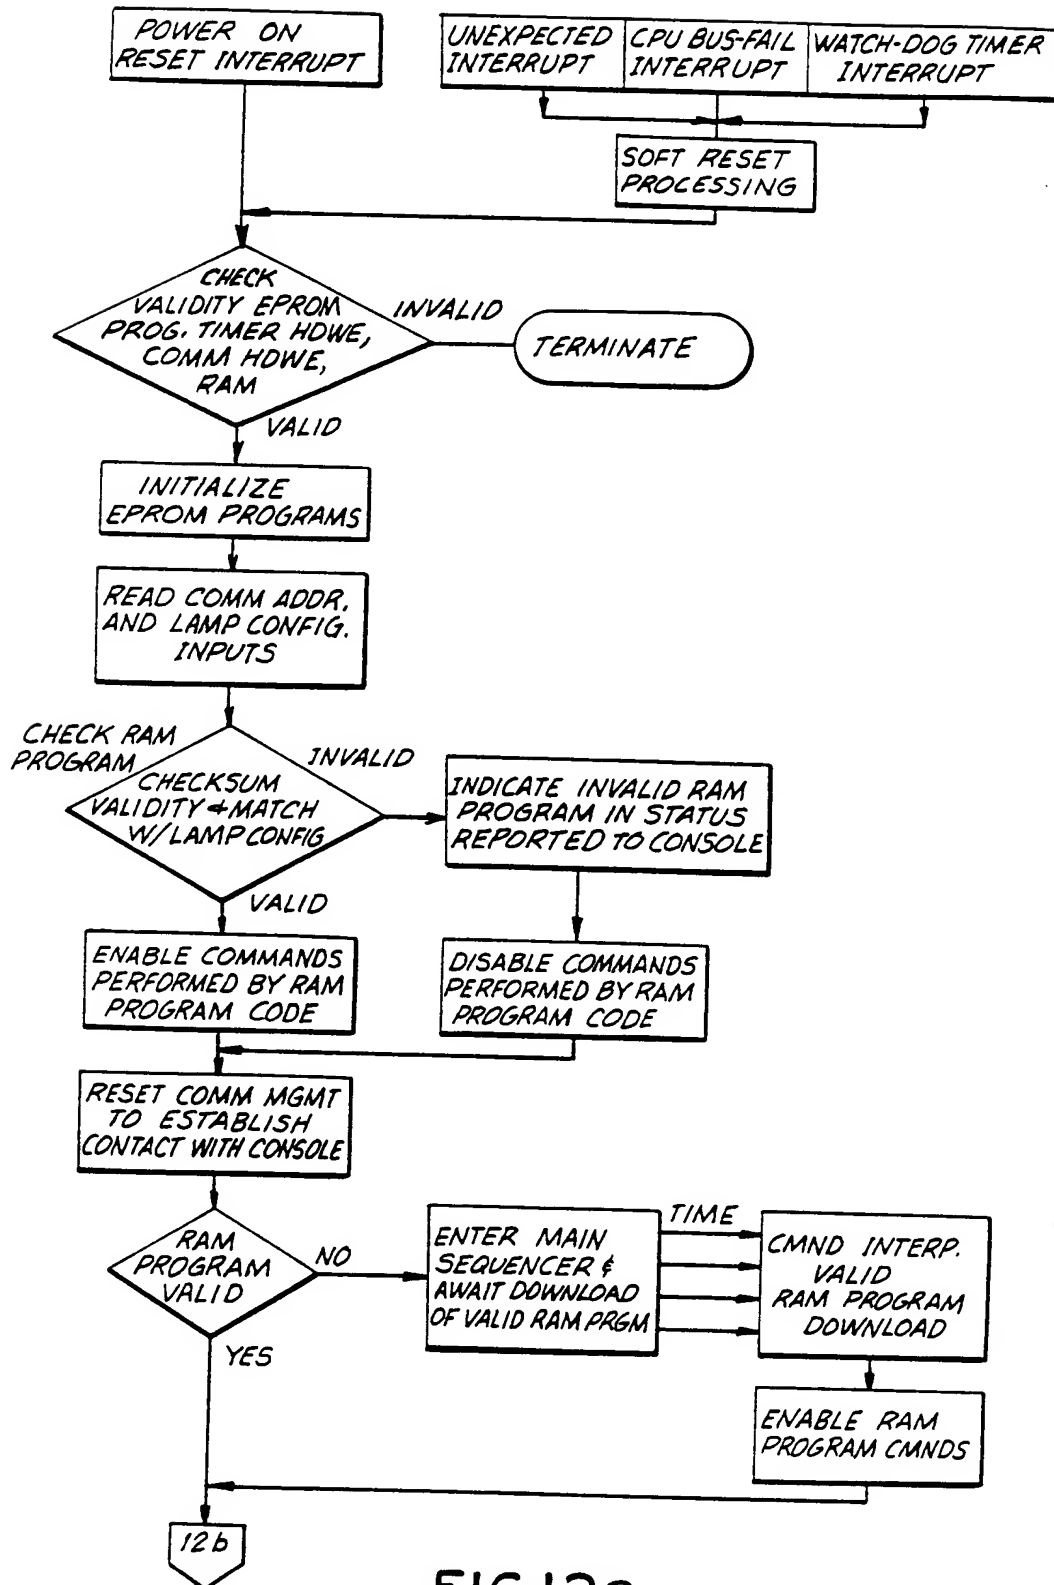 POWER ON
RESET INTERRUPT
UNEXPECTED
INTERRUPT
CPU BUS-FAIL
INTERRUPT
WATCH-DOG TIMER
INTERRUPT
SOFT RESET
PROCESSING
CHECK
VALIDITY EPROM
PROG. TIMER HDWE,
COMM HDWE,
RAM
INVALID
TERMINATE
VALID
INITIALIZE
EPROM PROGRAMS
READ COMM ADDR.
AND LAMP CONFIG.
INPUTS
CHECK RAM
PROGRAM
CHECKSUM
VALIDITY & MATCH
W/LAMP CONFIG
INVALID
INDICATE INVALID RAM
PROGRAM IN STATUS
REPORTED TO CONSOLE
VALID
ENABLE COMMANDS
PERFORMED BY RAM
PROGRAM CODE
DISABLE COMMANDS
PERFORMED BY RAM
PROGRAM CODE
RESET COMM MGMT
TO ESTABLISH
CONTACT WITH CONSOLE
RAM
PROGRAM
VALID
NO
ENTER MAIN
SEQUENCER &
AWAIT DOWNLOAD
OF VALID RAM PRGM
TIME
CMND INTERP.
VALID
RAM PROGRAM
DOWNLOAD
YES
ENABLE RAM
PROGRAM CMNDS
12b